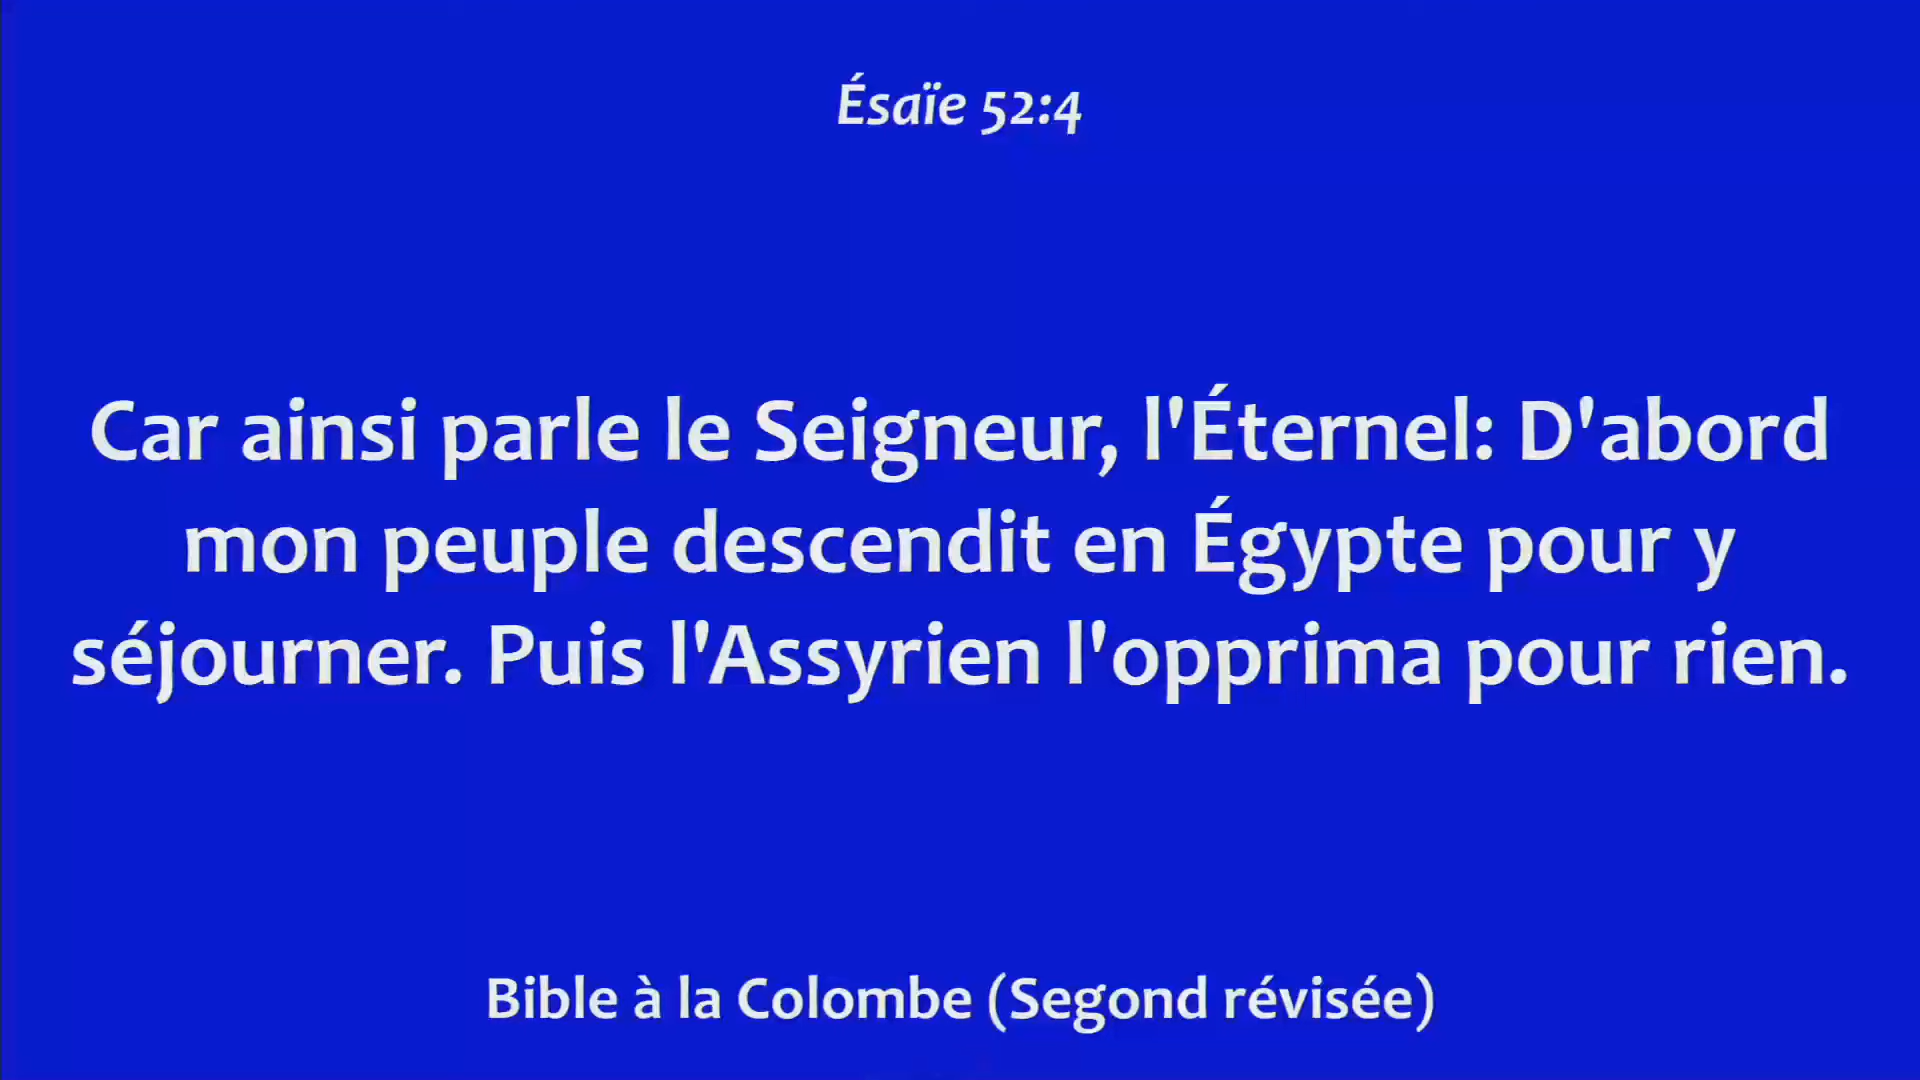 Ésaïe 52:4
Car ainsi parle le Seigneur, l'Éternel: D'abord
mon peuple descendit en Égypte pour y
séjourner. Puis l'Assyrien l'opprima pour rien.
Bible à la Colombe (Segond révisée)